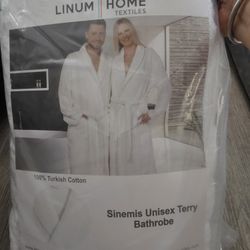 LINUM HOME
TEXTILES
100% Turkish Cotton
Sinemis Unisex Terry
Bathrobe